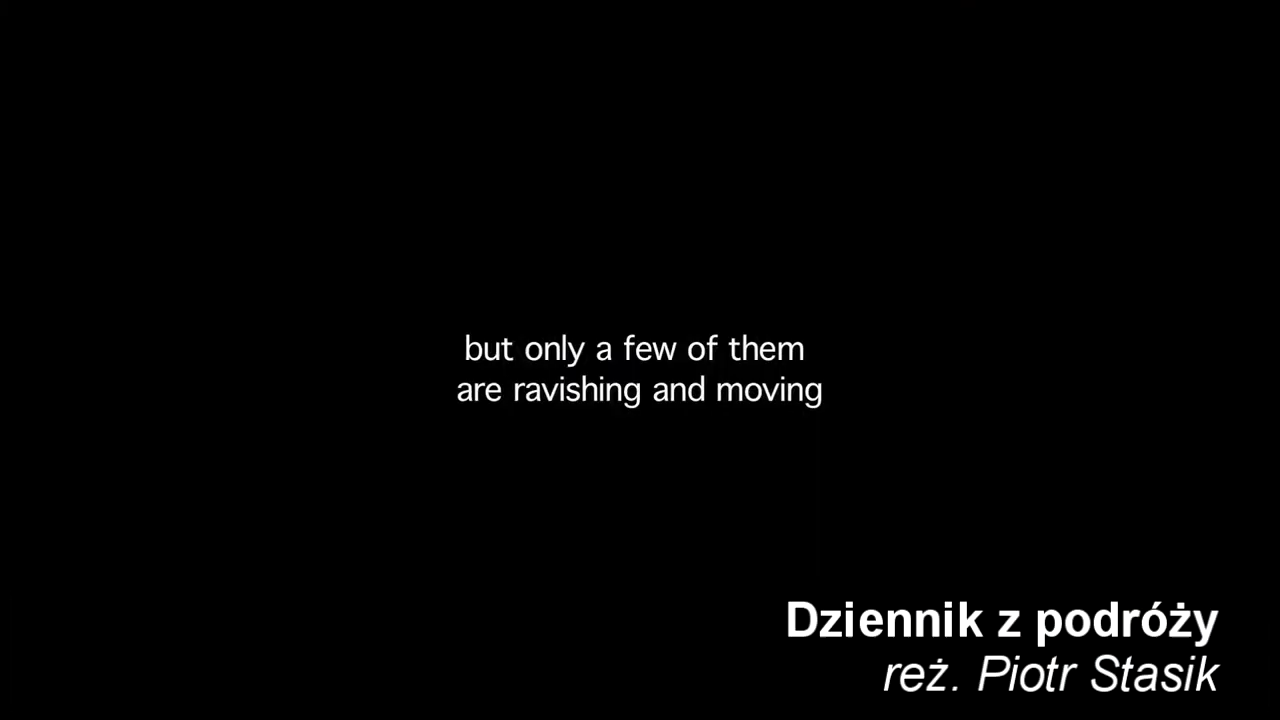 but only a few of them
are ravishing and moving
Dziennik z podróży
reż. Piotr Stasik